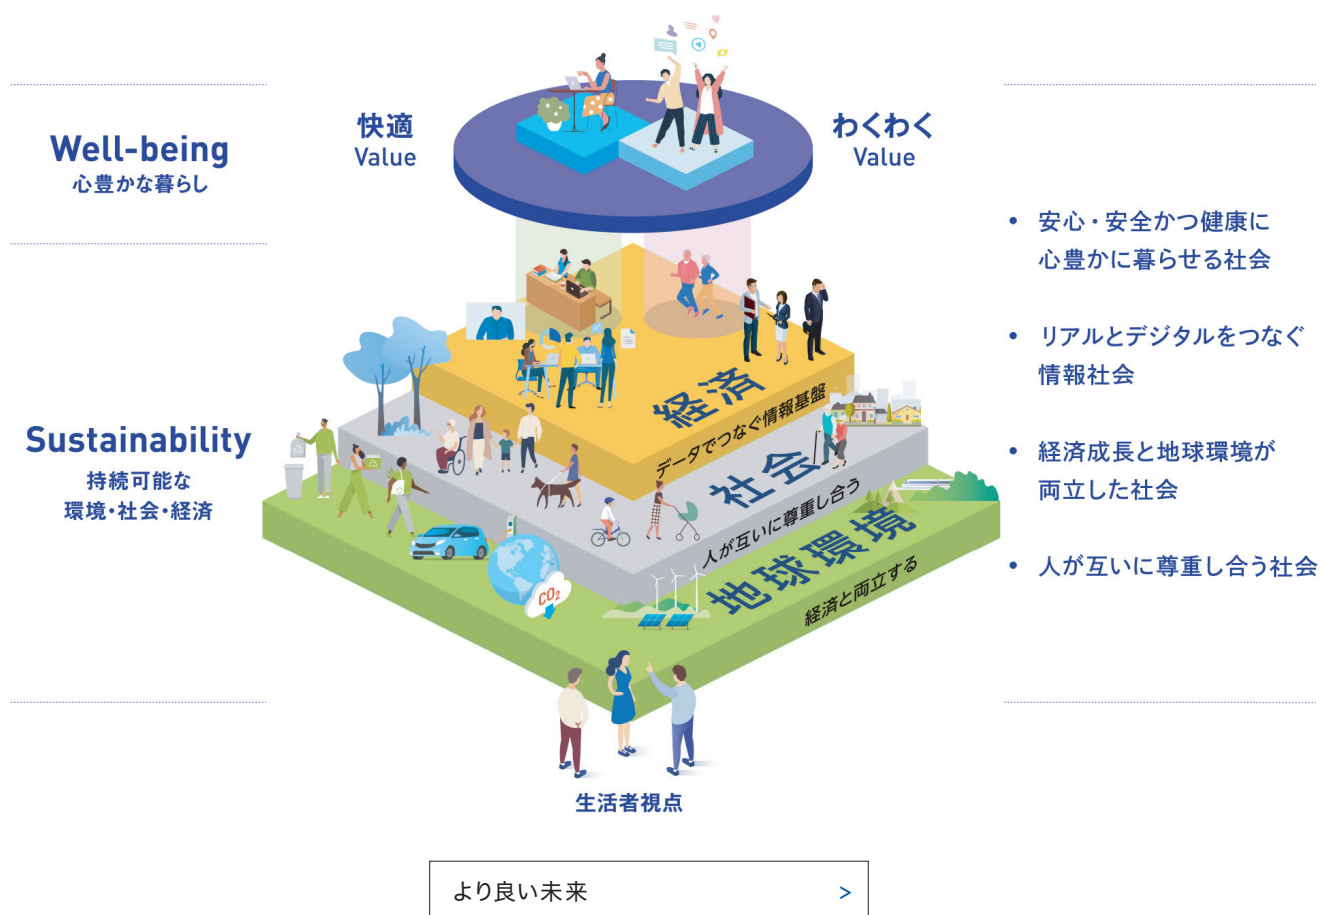 Well-being
心豊かな暮らし
快適
Value
わくわく
Value
Sustainability
持続可能な
環境・社会・経済
経済
データでつなぐ情報基盤
社会
人が互いに尊重し合う
地球環境
経済と両立する
CO₂
生活者視点
• 安心・安全かつ健康に
心豊かに暮らせる社会
• リアルとデジタルをつなぐ
情報社会
• 経済成長と地球環境が
両立した社会
• 人が互いに尊重し合う社会
より良い未来 >